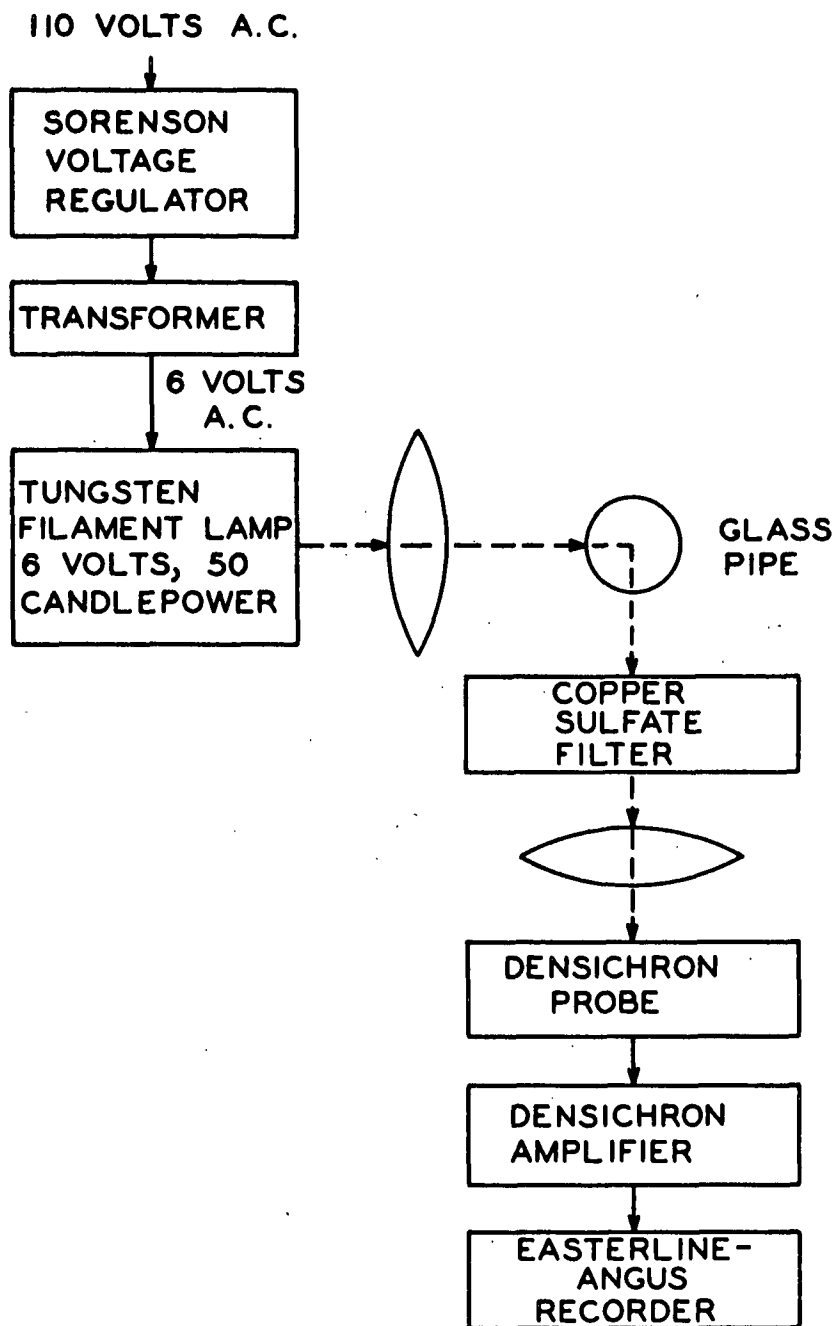 110 VOLTS A.C.
SORENSON
VOLTAGE
REGULATOR
TRANSFORMER
6 VOLTS
A.C.
TUNGSTEN
FILAMENT LAMP
6 VOLTS, 50
CANDLEPOWER
GLASS
PIPE
COPPER
SULFATE
FILTER
DENSICHRON
PROBE
DENSICHRON
AMPLIFIER
EASTERLINE-
ANGUS
RECORDER